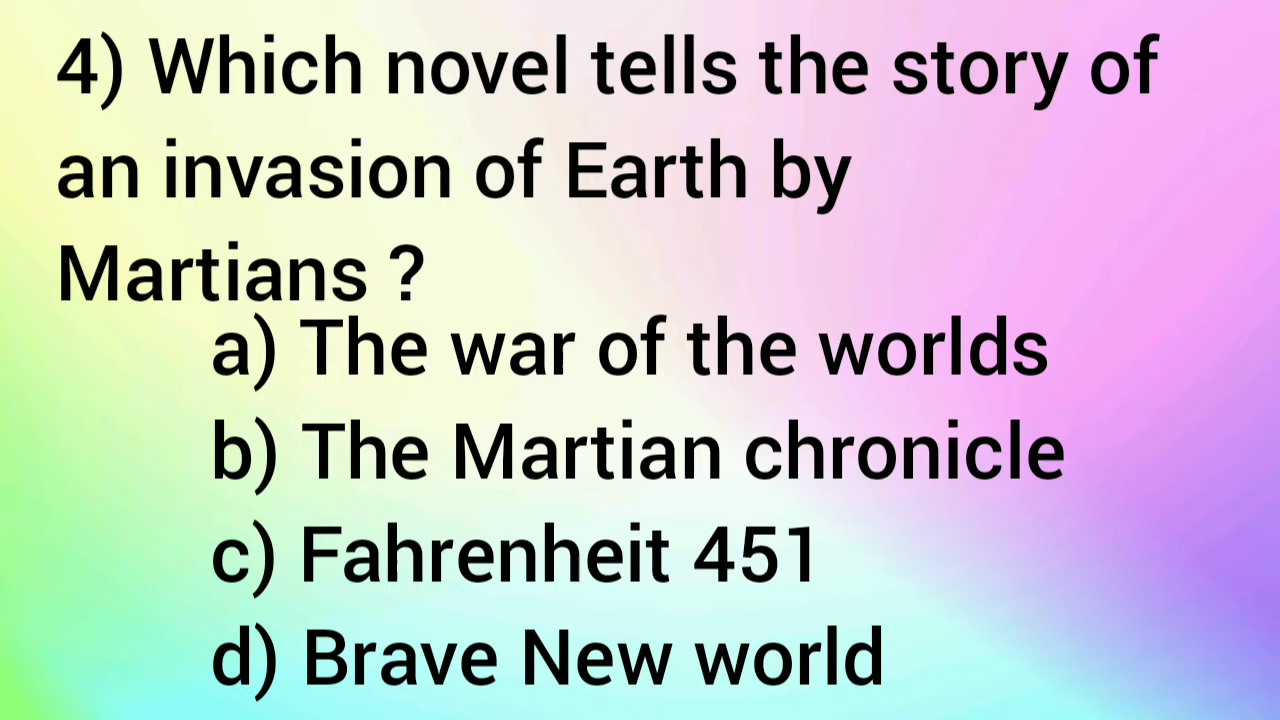 4) Which novel tells the story of
an invasion of Earth by
Martians ?
a) The war of the worlds
b) The Martian chronicle
c) Fahrenheit 451
d) Brave New world